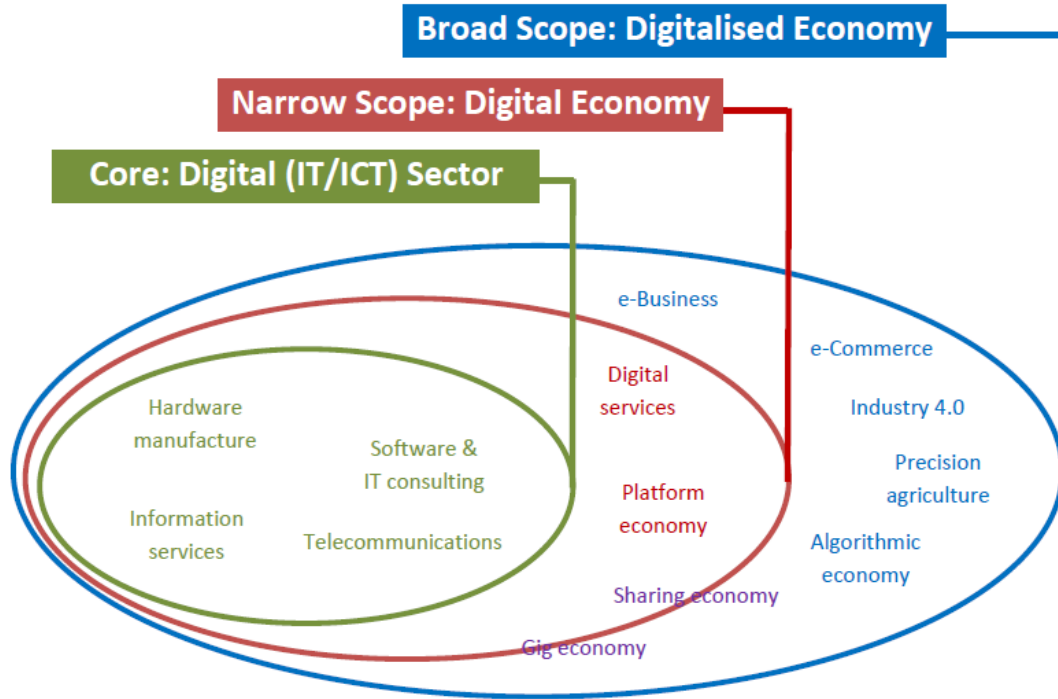 Broad Scope: Digitalised Economy
Narrow Scope: Digital Economy
Core: Digital (IT/ICT) Sector
e-Business
e-Commerce
Digital
services
Industry 4.0
Hardware
manufacture
Software &
IT consulting
Precision
agriculture
Platform
economy
Information
services
Telecommunications
Algorithmic
economy
Sharing economy
Gig economy